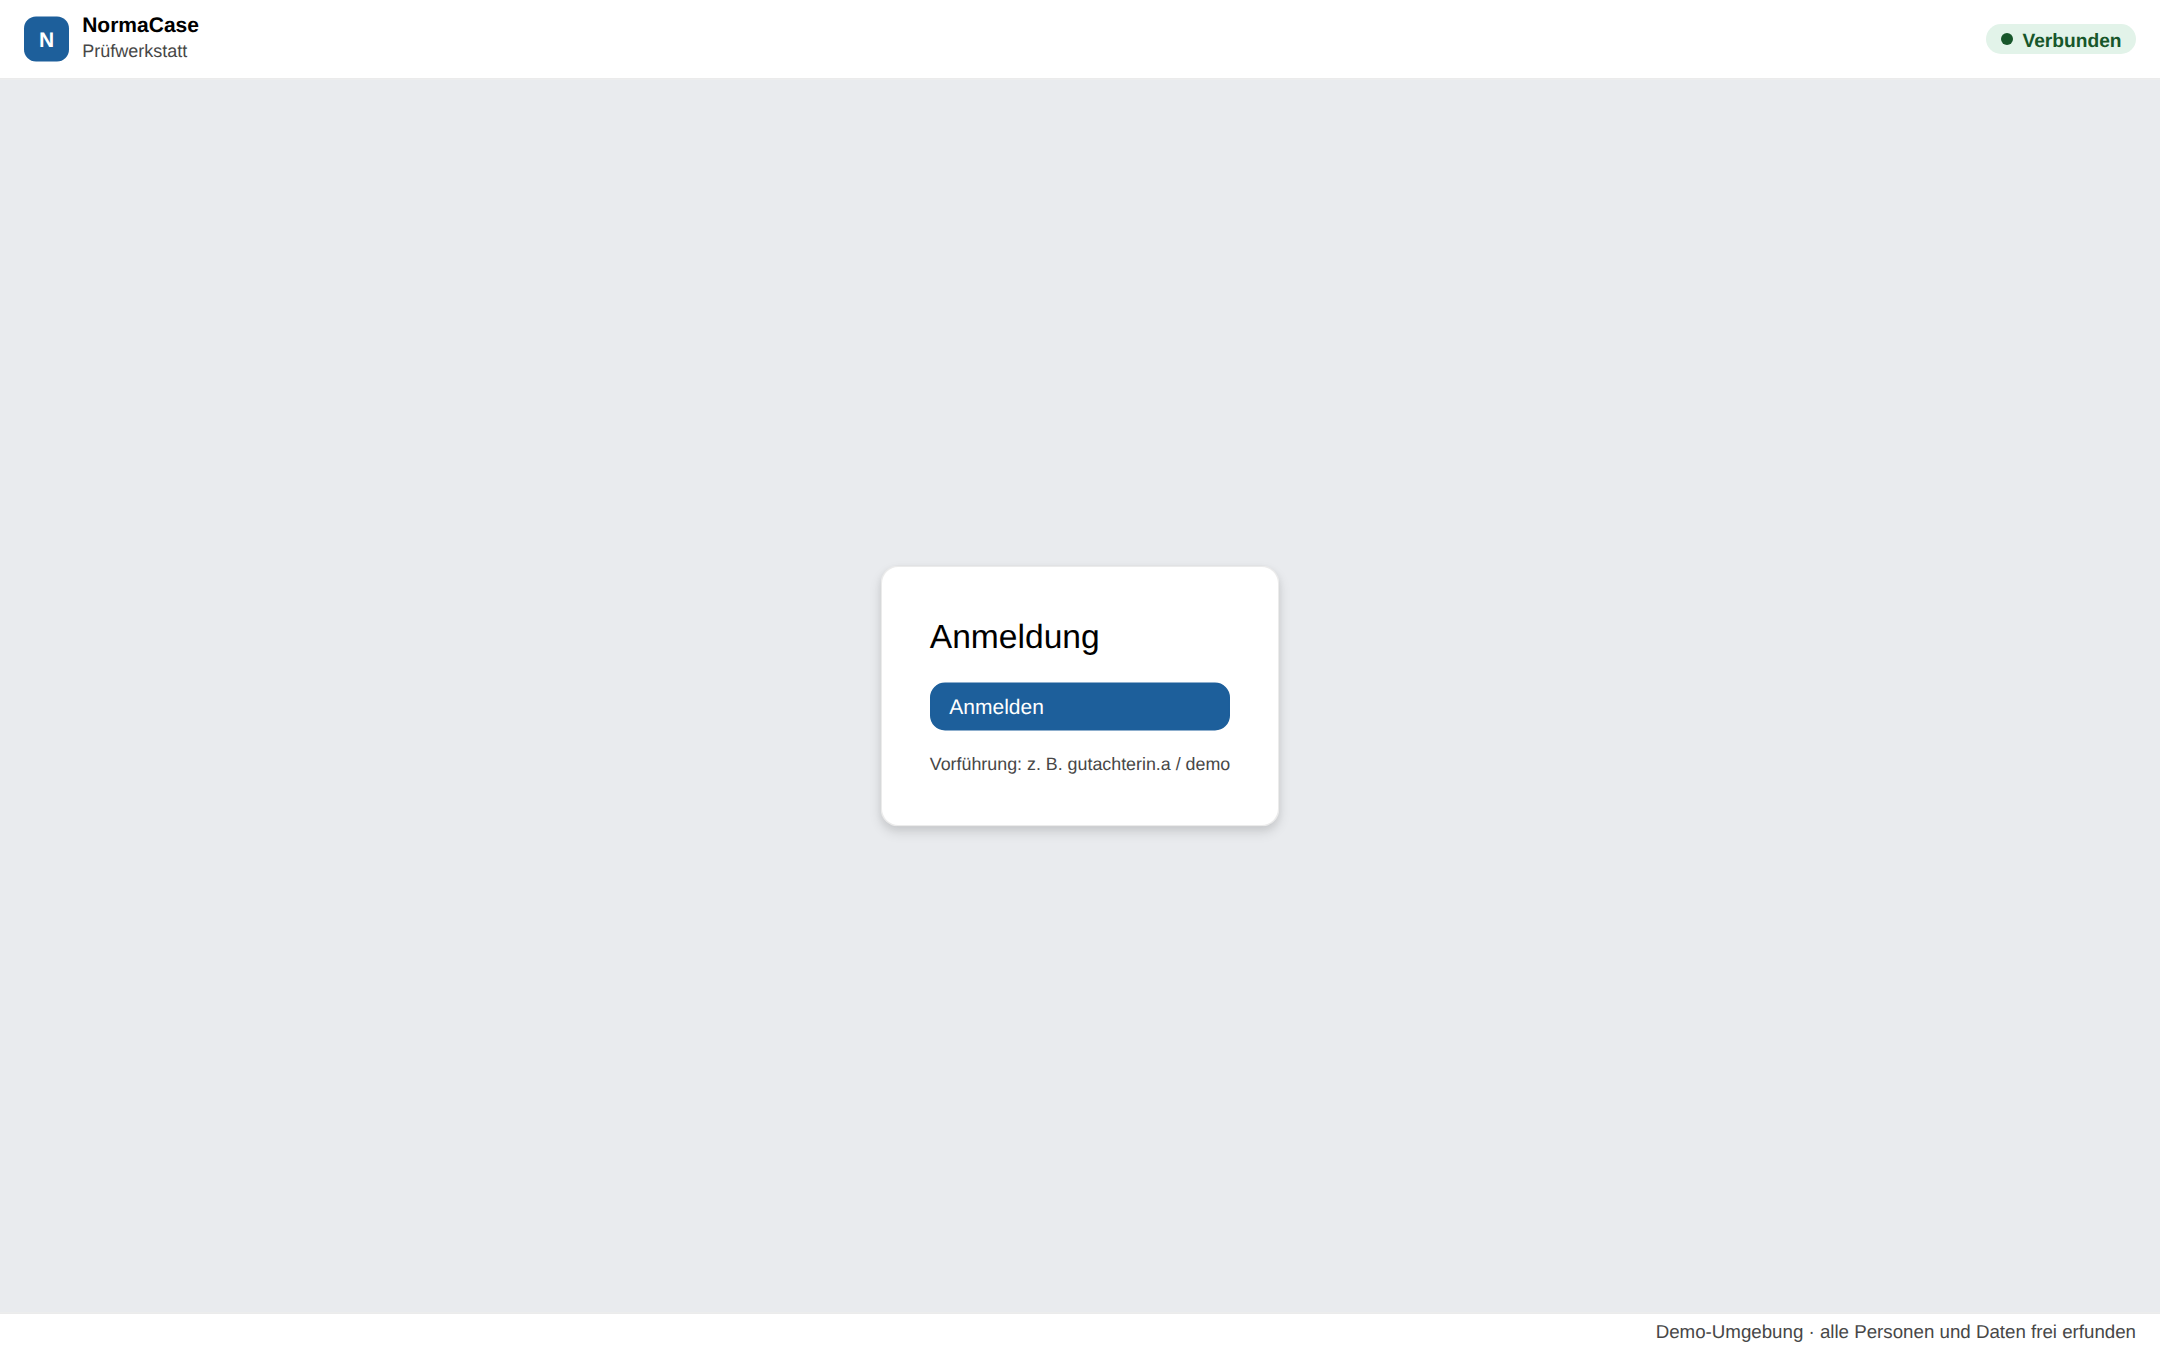 N
NormaCase
Prüfwerkstatt
Verbunden
Anmeldung
Anmelden
Vorführung: z. B. gutachterin.a / demo
Demo-Umgebung · alle Personen und Daten frei erfunden